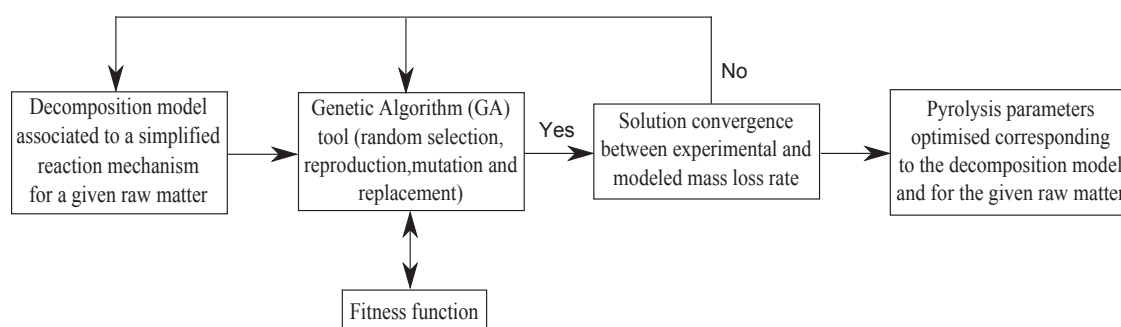 No
Decomposition model
associated to a simplified
reaction mechanism
for a given raw matter
Genetic Algorithm (GA)
tool (random selection,
reproduction,mutation and
replacement)
Yes
Solution convergence
between experimental and
modeled mass loss rate
Pyrolysis parameters
optimised corresponding
to the decomposition model
and for the given raw matter
Fitness function